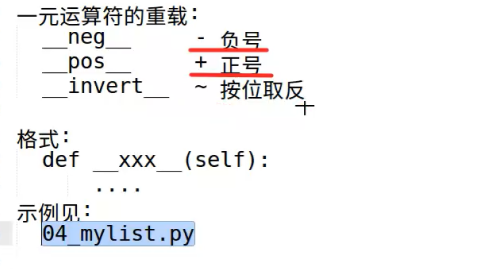 一元运算符的重载:
__neg__ - 负号
__pos__ + 正号
__invert__ ~ 按位取反
格式:
def __xxx__(self):
....
示例见:
04_mylist.py